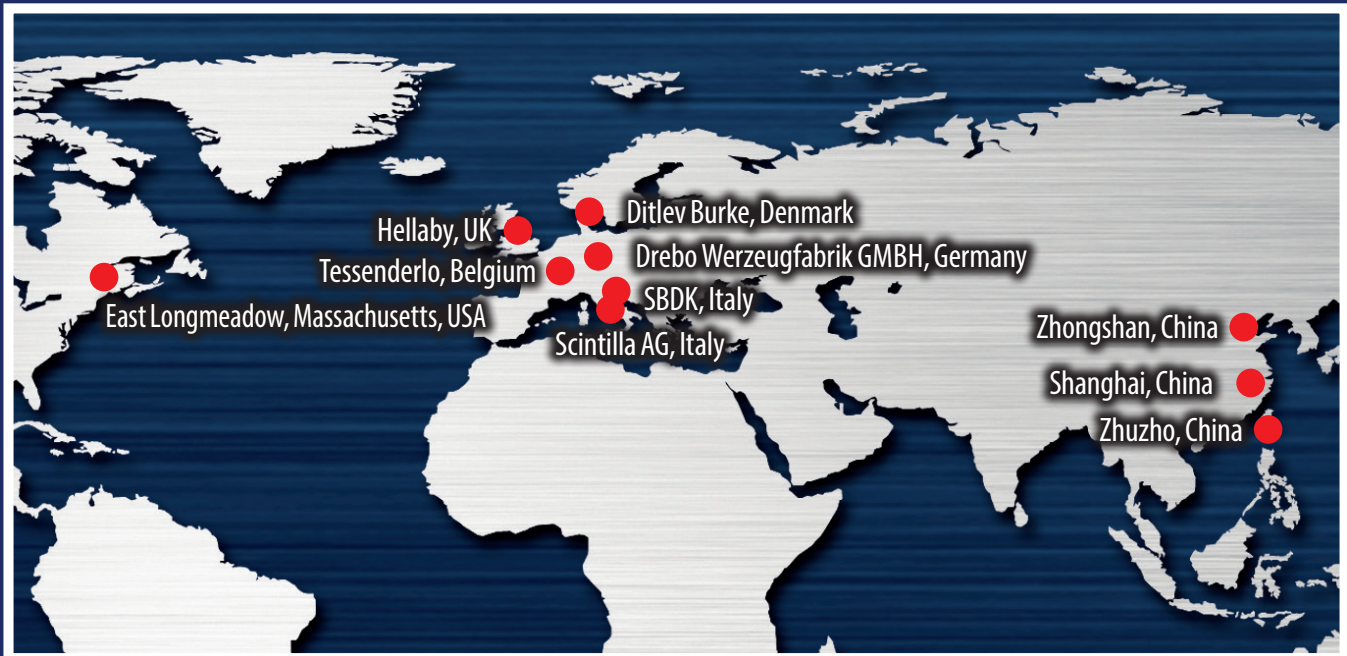 Ditlev Burke, Denmark
Hellaby, UK
Drebo Werzeugfabrik GMBH, Germany
Tessenderlo, Belgium
SBDK, Italy
East Longmeadow, Massachusetts, USA
Scintilla AG, Italy
Zhongshan, China
Shanghai, China
Zhuzho, China